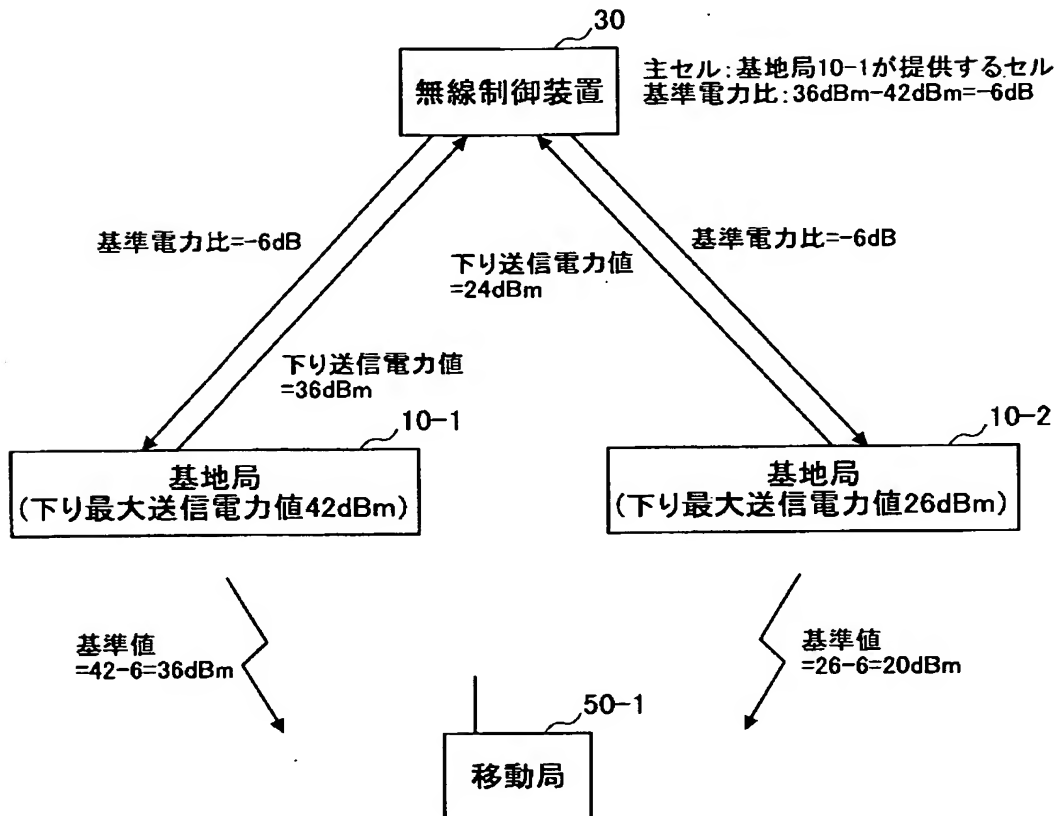 30
無線制御装置
主セル:基地局10-1が提供するセル
基準電力比:36dBm-42dBm=-6dB
基準電力比=-6dB
下り送信電力値
=24dBm
基準電力比=-6dB
下り送信電力値
=36dBm
10-1
基地局
(下り最大送信電力値42dBm)
10-2
基地局
(下り最大送信電力値26dBm)
基準値
=42-6=36dBm
基準値
=26-6=20dBm
50-1
移動局